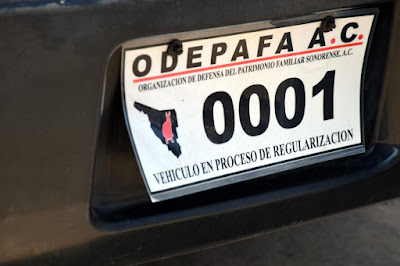 ODEPAFA A.C.
ORGANIZACION DE DEFENSA DEL PATRIMONIO FAMILIAR SONORENSE, A.C.
0001
VEHICULO EN PROCESO DE REGULARIZACION